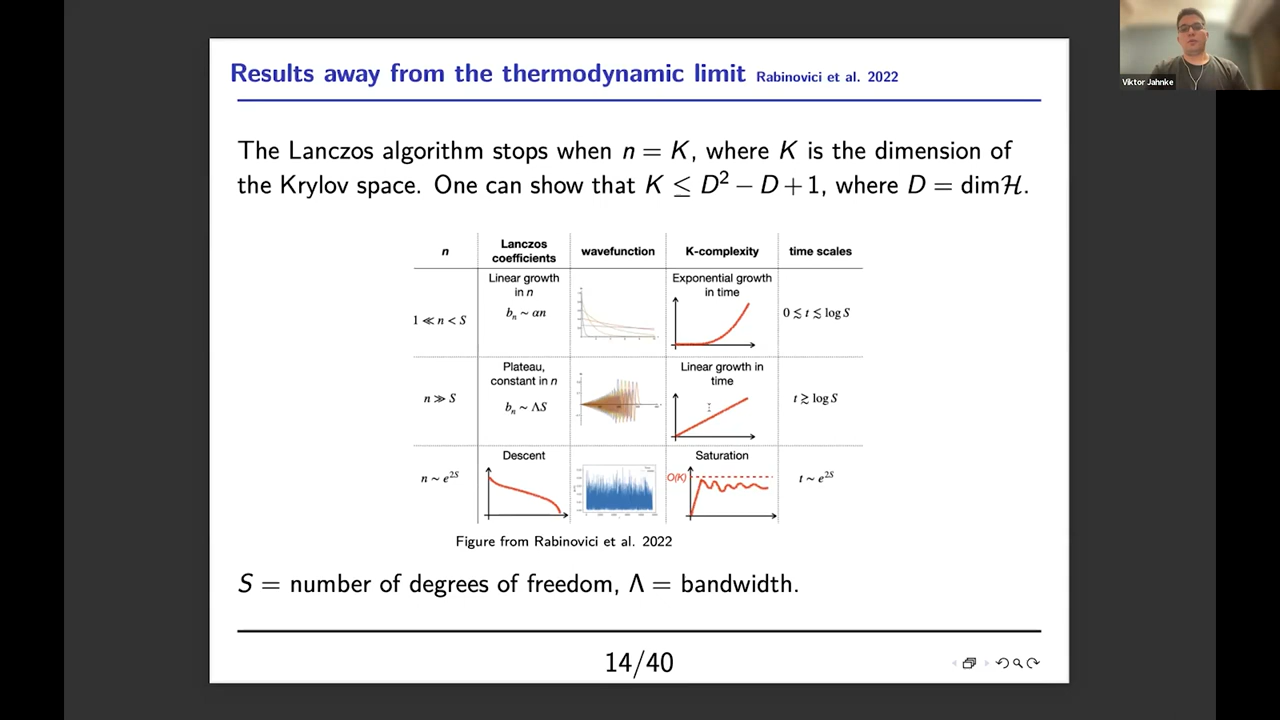 Results away from the thermodynamic limit Rabinovici et al. 2022
Viktor Jahnke
The Lanczos algorithm stops when n = K, where K is the dimension of
the Krylov space. One can show that K ≤ D² − D + 1, where D = dimℋ.
n
Lanczos
coefficients
wavefunction
K-complexity
time scales
1 ≪ n < S
Linear growth
in n
bₙ ~ αn
Exponential growth
in time
0 ≲ t ≲ log S
n ≫ S
Plateau,
constant in n
bₙ ~ ΛS
Linear growth in
time
t ≳ log S
n ~ e²ˢ
Descent
Saturation
O(K)
t ~ e²ˢ
Figure from Rabinovici et al. 2022
S = number of degrees of freedom, Λ = bandwidth.
14/40